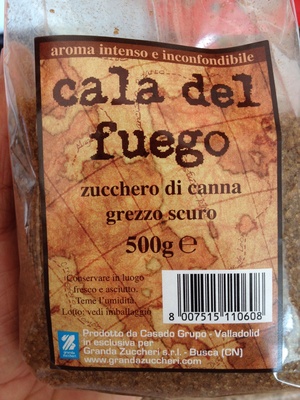 aroma intenso e inconfondibile
cala del
fuego
zucchero di canna
grezzo scuro
500g ℮
Conservare in luogo
fresco e asciutto.
Teme l'umidità.
Lotto: vedi imballaggio
8 007515 110608
Prodotto da Casado Grupo - Valladolid
in esclusiva per
Granda Zuccheri s.r.l. - Busca (CN)
www.grandazuccheri.com